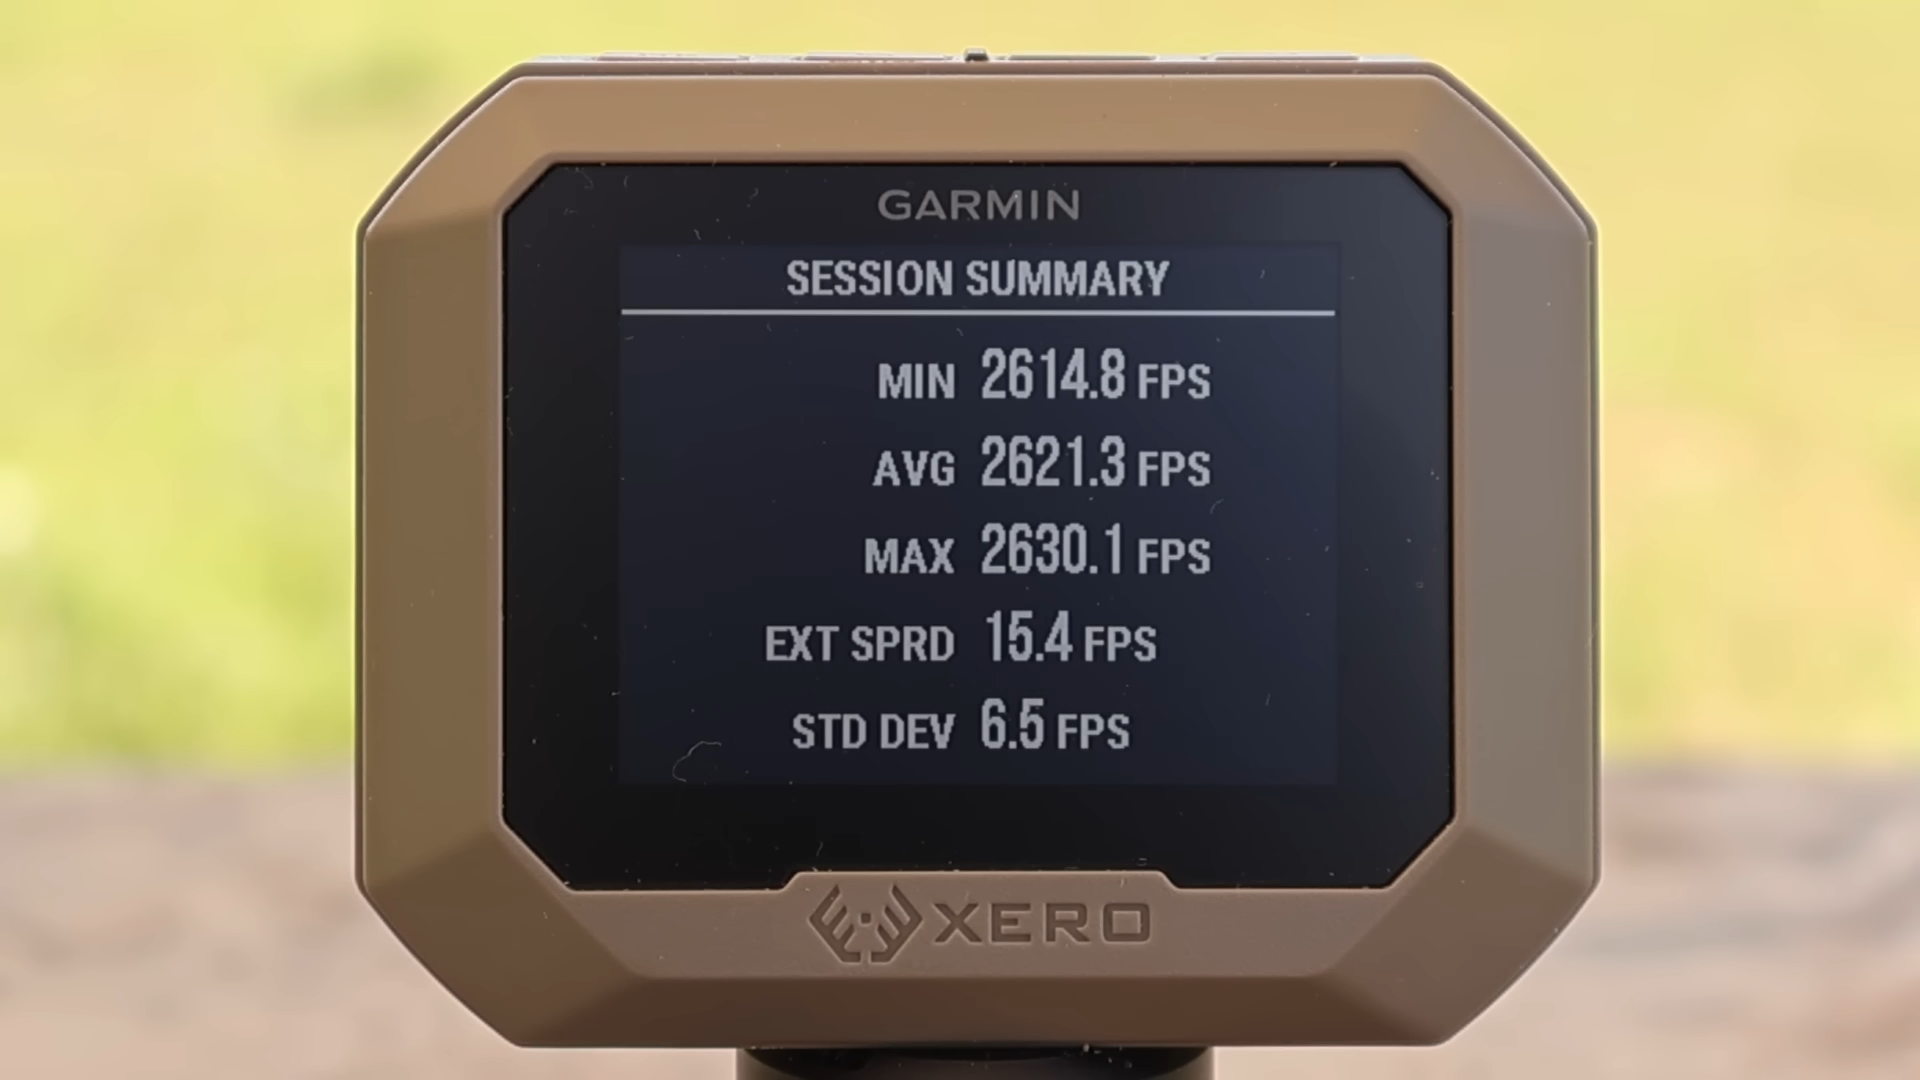 GARMIN
SESSION SUMMARY
MIN 2614.8 FPS
AVG 2621.3 FPS
MAX 2630.1 FPS
EXT SPRD 15.4 FPS
STD DEV 6.5 FPS
XERO